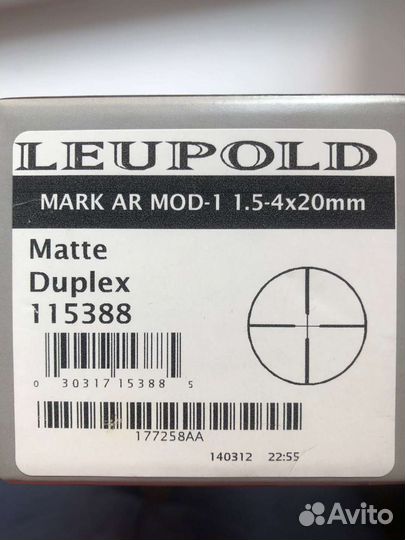 LEUPOLD
MARK AR MOD-1 1.5-4x20mm
Matte
Duplex
115388
0 30317 15388 5
177258AA
140312 22:55
Avito